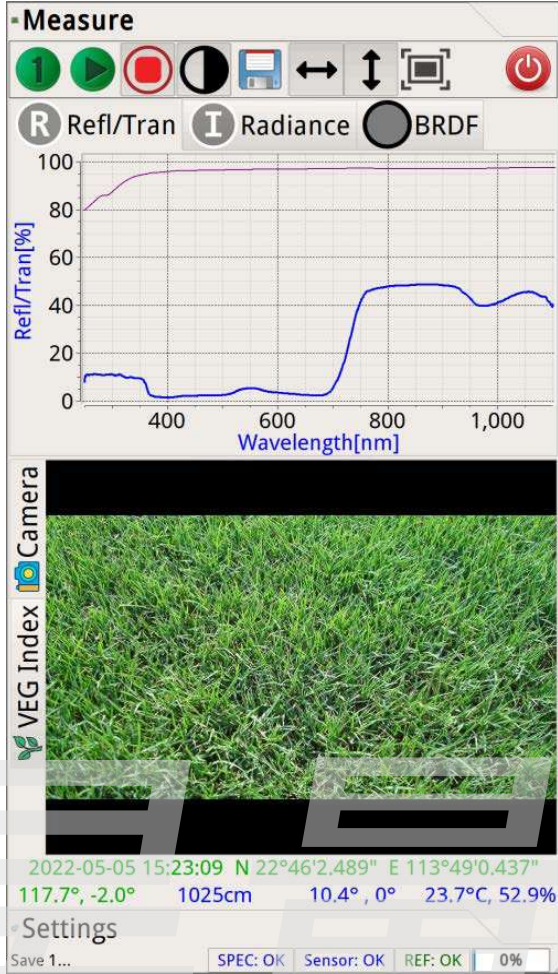 Measure
1
R Refl/Tran I Radiance BRDF
100
80
60
40
20
0
Refl/Tran[%]
400 600 800 1,000
Wavelength[nm]
Camera
VEG Index
2022-05-05 15:23:09 N 22°46'2.489" E 113°49'0.437"
117.7°, -2.0° 1025cm 10.4° , 0° 23.7°C, 52.9%
Settings
Save 1... SPEC: OK Sensor: OK REF: OK 0%